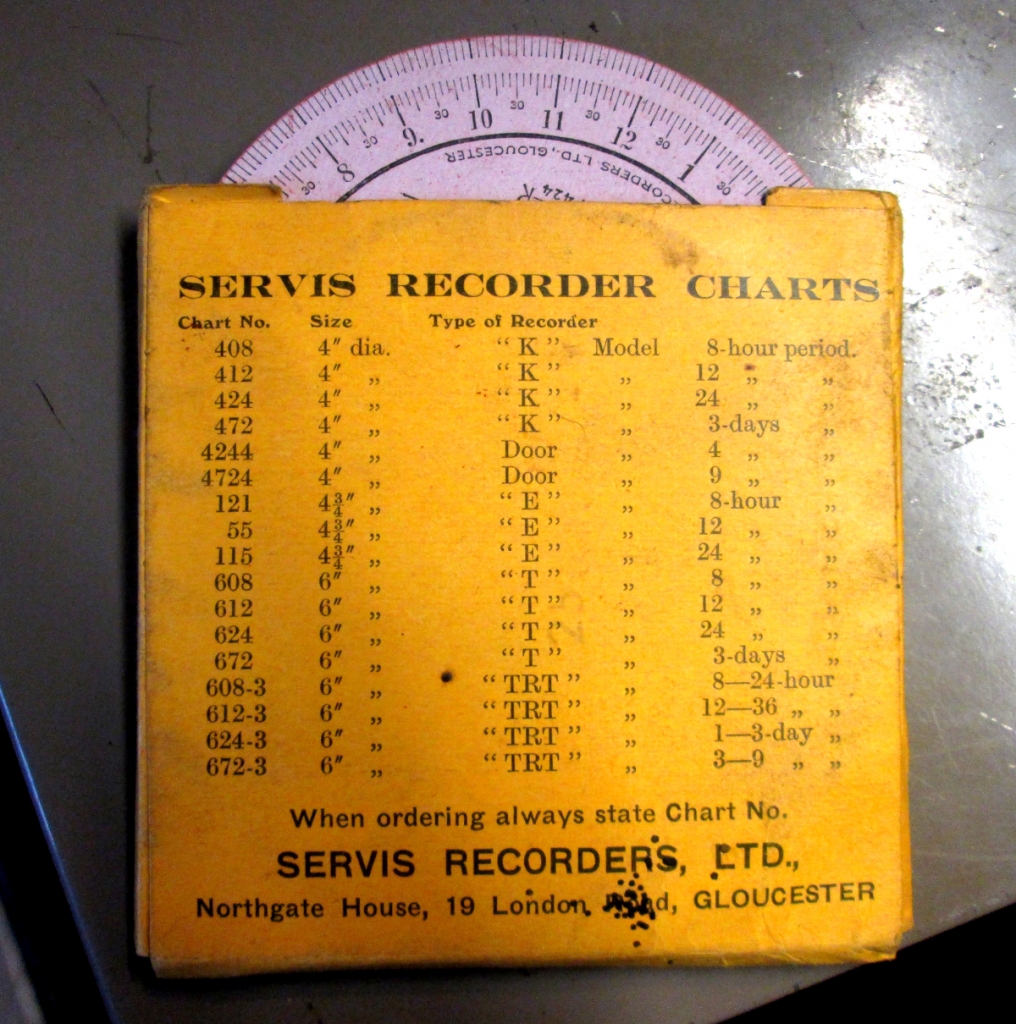 30 8 30 9. 30 10 30 11 30 12 30 1 30
CORDERS LTD., GLOUCESTER
424
SERVIS RECORDER CHARTS
Chart No. Size Type of Recorder
408 4″ dia. “ K ” Model 8-hour period.
412 4″ „ “ K ” „ 12 „ „
424 4″ „ “ K ” „ 24 „ „
472 4″ „ “ K ” „ 3-days „
4244 4″ „ Door „ 4 „ „
4724 4″ „ Door „ 9 „ „
121 4¾″ „ “ E ” „ 8-hour „
55 4¾″ „ “ E ” „ 12 „ „
115 4¾″ „ “ E ” „ 24 „ „
608 6″ „ “ T ” „ 8 „ „
612 6″ „ “ T ” „ 12 „ „
624 6″ „ “ T ” „ 24 „ „
672 6″ „ “ T ” „ 3-days „
608-3 6″ „ “ TRT ” „ 8—24-hour
612-3 6″ „ “ TRT ” „ 12—36 „ „
624-3 6″ „ “ TRT ” „ 1—3-day „
672-3 6″ „ “ TRT ” „ 3—9 „ „
When ordering always state Chart No.
SERVIS RECORDERS, LTD.,
Northgate House, 19 London Road, GLOUCESTER